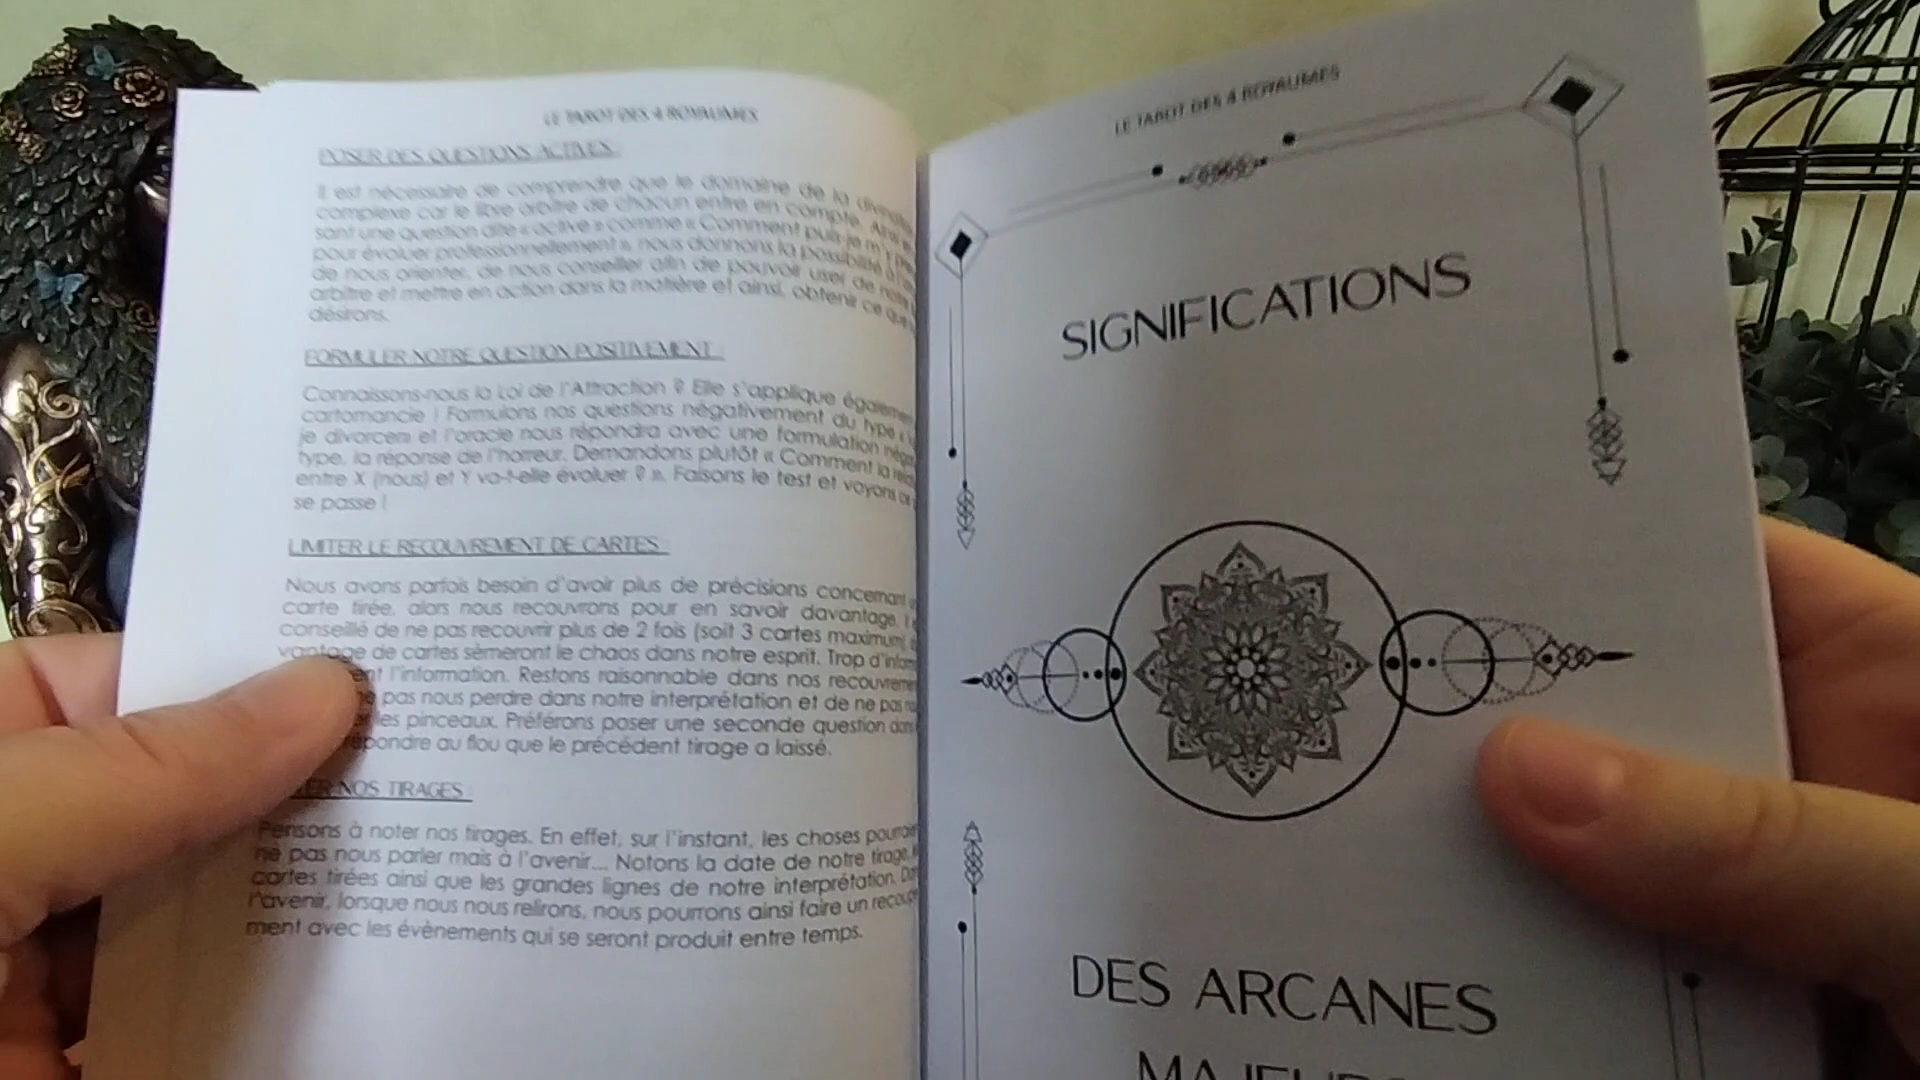 LE TAROT DES 4 ROYAUMES
POSER DES QUESTIONS ACTIVES :
Il est nécessaire de comprendre que le domaine de la
complexe car le libre arbitre de chacun entre en compte.
sant une question dite « active » comme « Comment puis-je m'y
pour évoluer professionnellement », nous donnons la possibilité
de nous orienter, de nous conseiller afin de pouvoir user de
arbitre et mettre en action dans la matière et ainsi, obtenir ce que
désirons.
FORMULER NOTRE QUESTION POSITIVEMENT :
Connaissons-nous la Loi de l'Attraction ? Elle s'applique
cartomancie ! Formulons nos questions négativement du type
je divorcer et l'oracle nous répondra avec une formulation
type, la réponse de l'horreur. Demandons plutôt « Comment la
entre X (nous) et Y va-t-elle évoluer ? ». Faisons le test et voyons ce
se passe !
LIMITER LE RECOUVREMENT DE CARTES :
Nous avons parfois besoin d'avoir plus de précisions concernant
carte tirée, alors nous recouvrons pour en savoir davantage.
conseillé de ne pas recouvrir plus de 2 fois (soit 3 cartes maximum)
vantage de cartes sèmeront le chaos dans notre esprit. Trop
l'information. Restons raisonnable dans nos
pas nous perdre dans notre interprétation et de ne pas
les pinceaux. Préférons poser une seconde question
répondre au flou que le précédent tirage a laissé.
NOS TIRAGES :
Pensons à noter nos tirages. En effet, sur l'instant, les choses
ne pas nous parler mais à l'avenir... Notons la date de notre tirage,
cartes tirées ainsi que les grandes lignes de notre interprétation.
l'avenir, lorsque nous nous relirons, nous pourrons ainsi faire un
ment avec les évènements qui se seront produit entre temps.
LE TAROT DES 4 ROYAUMES
SIGNIFICATIONS
DES ARCANES